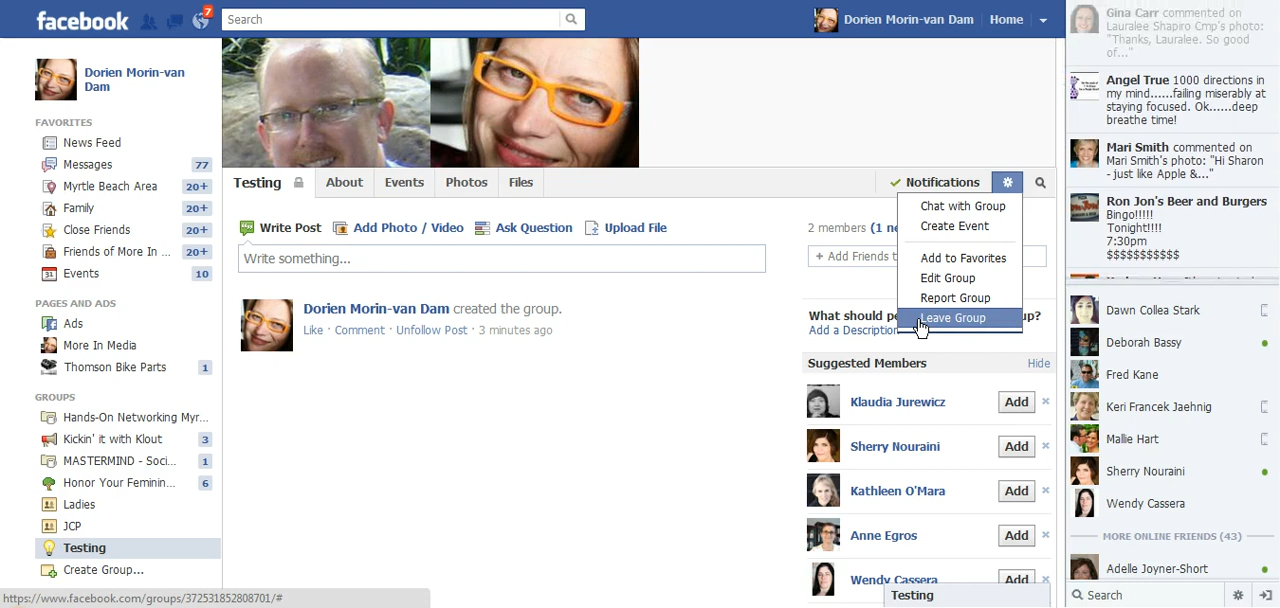 facebook
7
Search
Dorien Morin-van Dam
Home
Dorien Morin-van
Dam
FAVORITES
News Feed
Messages 77
Myrtle Beach Area 20+
Family 20+
Close Friends 20+
Friends of More In ... 20+
Events 10
PAGES AND ADS
Ads
More In Media
Thomson Bike Parts 1
GROUPS
Hands-On Networking Myr...
Kickin' it with Klout 3
MASTERMIND - Soci... 1
Honor Your Feminin... 6
Ladies
JCP
Testing
Create Group...
https://www.facebook.com/groups/372531852808701/#
Testing About Events Photos Files
Notifications
Write Post Add Photo / Video Ask Question Upload File
Write something...
Dorien Morin-van Dam created the group.
Like · Comment · Unfollow Post · 3 minutes ago
Chat with Group
Create Event
Add to Favorites
Edit Group
Report Group
Leave Group
2 members (1 ne
+ Add Friends t
What should pe
up?
Add a Description
Suggested Members Hide
Klaudia Jurewicz Add
Sherry Nouraini Add
Kathleen O'Mara Add
Anne Egros Add
Wendy Cassera Add
Testing
Gina Carr commented on
Lauralee Shapiro Cmp's photo:
"Thanks, Lauralee. So good
of..."
Angel True 1000 directions in
my mind......failing miserably at
staying focused. Ok......deep
breathe time!
Mari Smith commented on
Mari Smith's photo: "Hi Sharon
- just like Apple &..."
Ron Jon's Beer and Burgers
Bingo!!!!!
Tonight!!!!
7:30pm
$$$$$$$$$$$
Dawn Collea Stark
Deborah Bassy
Fred Kane
Keri Francek Jaehnig
Mallie Hart
Sherry Nouraini
Wendy Cassera
MORE ONLINE FRIENDS (43)
Adelle Joyner-Short
Search